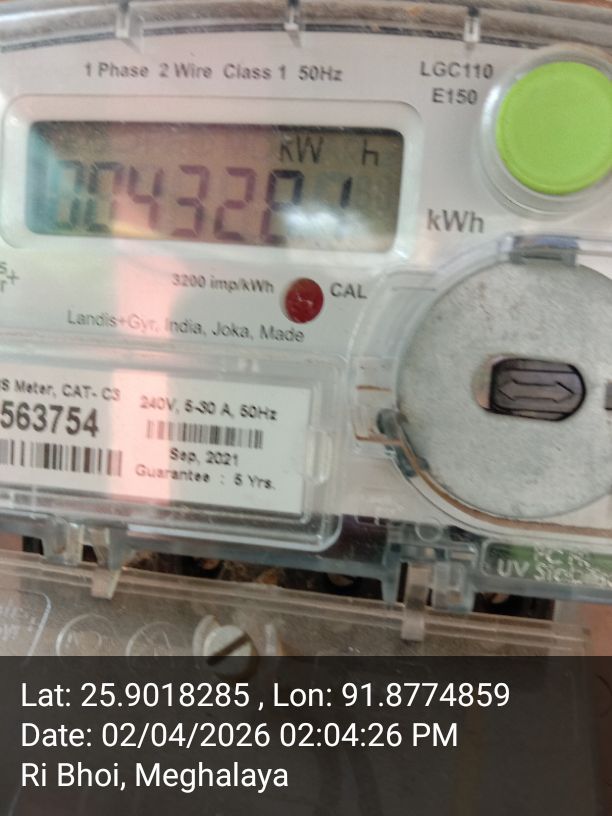 1 Phase 2 Wire Class 1 50Hz
LGC110
E150
kW h
kWh
3200 imp/kWh
CAL
Landis+Gyr, India, Joka, Made
S Meter, CAT- C3
563754
240V, 5-30 A, 50Hz
Sep, 2021
Guarantee : 5 Yrs.
UV
Lat: 25.9018285 , Lon: 91.8774859
Date: 02/04/2026 02:04:26 PM
Ri Bhoi, Meghalaya